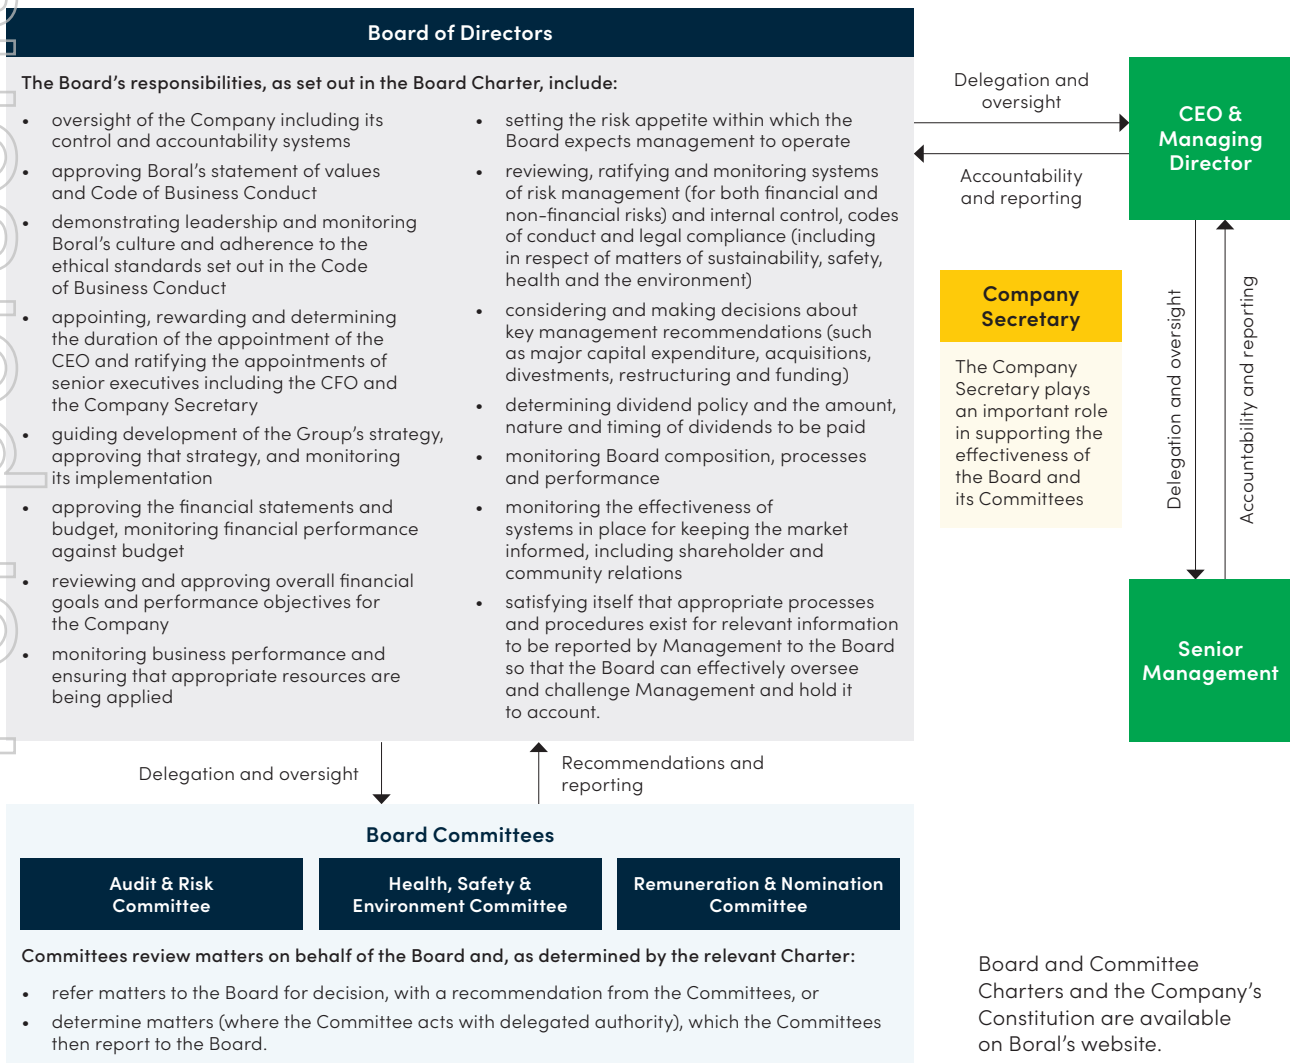 Board of Directors
The Board's responsibilities, as set out in the Board Charter, include:
• oversight of the Company including its
control and accountability systems
• approving Boral's statement of values
and Code of Business Conduct
• demonstrating leadership and monitoring
Boral's culture and adherence to the
ethical standards set out in the Code
of Business Conduct
• appointing, rewarding and determining
the duration of the appointment of the
CEO and ratifying the appointments of
senior executives including the CFO and
the Company Secretary
• guiding development of the Group's strategy,
approving that strategy, and monitoring
its implementation
• approving the financial statements and
budget, monitoring financial performance
against budget
• reviewing and approving overall financial
goals and performance objectives for
the Company
• monitoring business performance and
ensuring that appropriate resources are
being applied
• setting the risk appetite within which the
Board expects management to operate
• reviewing, ratifying and monitoring systems
of risk management (for both financial and
non-financial risks) and internal control, codes
of conduct and legal compliance (including
in respect of matters of sustainability, safety,
health and the environment)
• considering and making decisions about
key management recommendations (such
as major capital expenditure, acquisitions,
divestments, restructuring and funding)
• determining dividend policy and the amount,
nature and timing of dividends to be paid
• monitoring Board composition, processes
and performance
• monitoring the effectiveness of
systems in place for keeping the market
informed, including shareholder and
community relations
• satisfying itself that appropriate processes
and procedures exist for relevant information
to be reported by Management to the Board
so that the Board can effectively oversee
and challenge Management and hold it
to account.
Delegation and
oversight
Accountability
and reporting
CEO &
Managing
Director
Company
Secretary
The Company
Secretary plays
an important role
in supporting the
effectiveness of
the Board and
its Committees
Delegation and oversight
Accountability and reporting
Senior
Management
Delegation and oversight
Recommendations and
reporting
Board Committees
Audit & Risk
Committee
Health, Safety &
Environment Committee
Remuneration & Nomination
Committee
Committees review matters on behalf of the Board and, as determined by the relevant Charter:
• refer matters to the Board for decision, with a recommendation from the Committees, or
• determine matters (where the Committee acts with delegated authority), which the Committees
then report to the Board.
Board and Committee
Charters and the Company's
Constitution are available
on Boral's website.